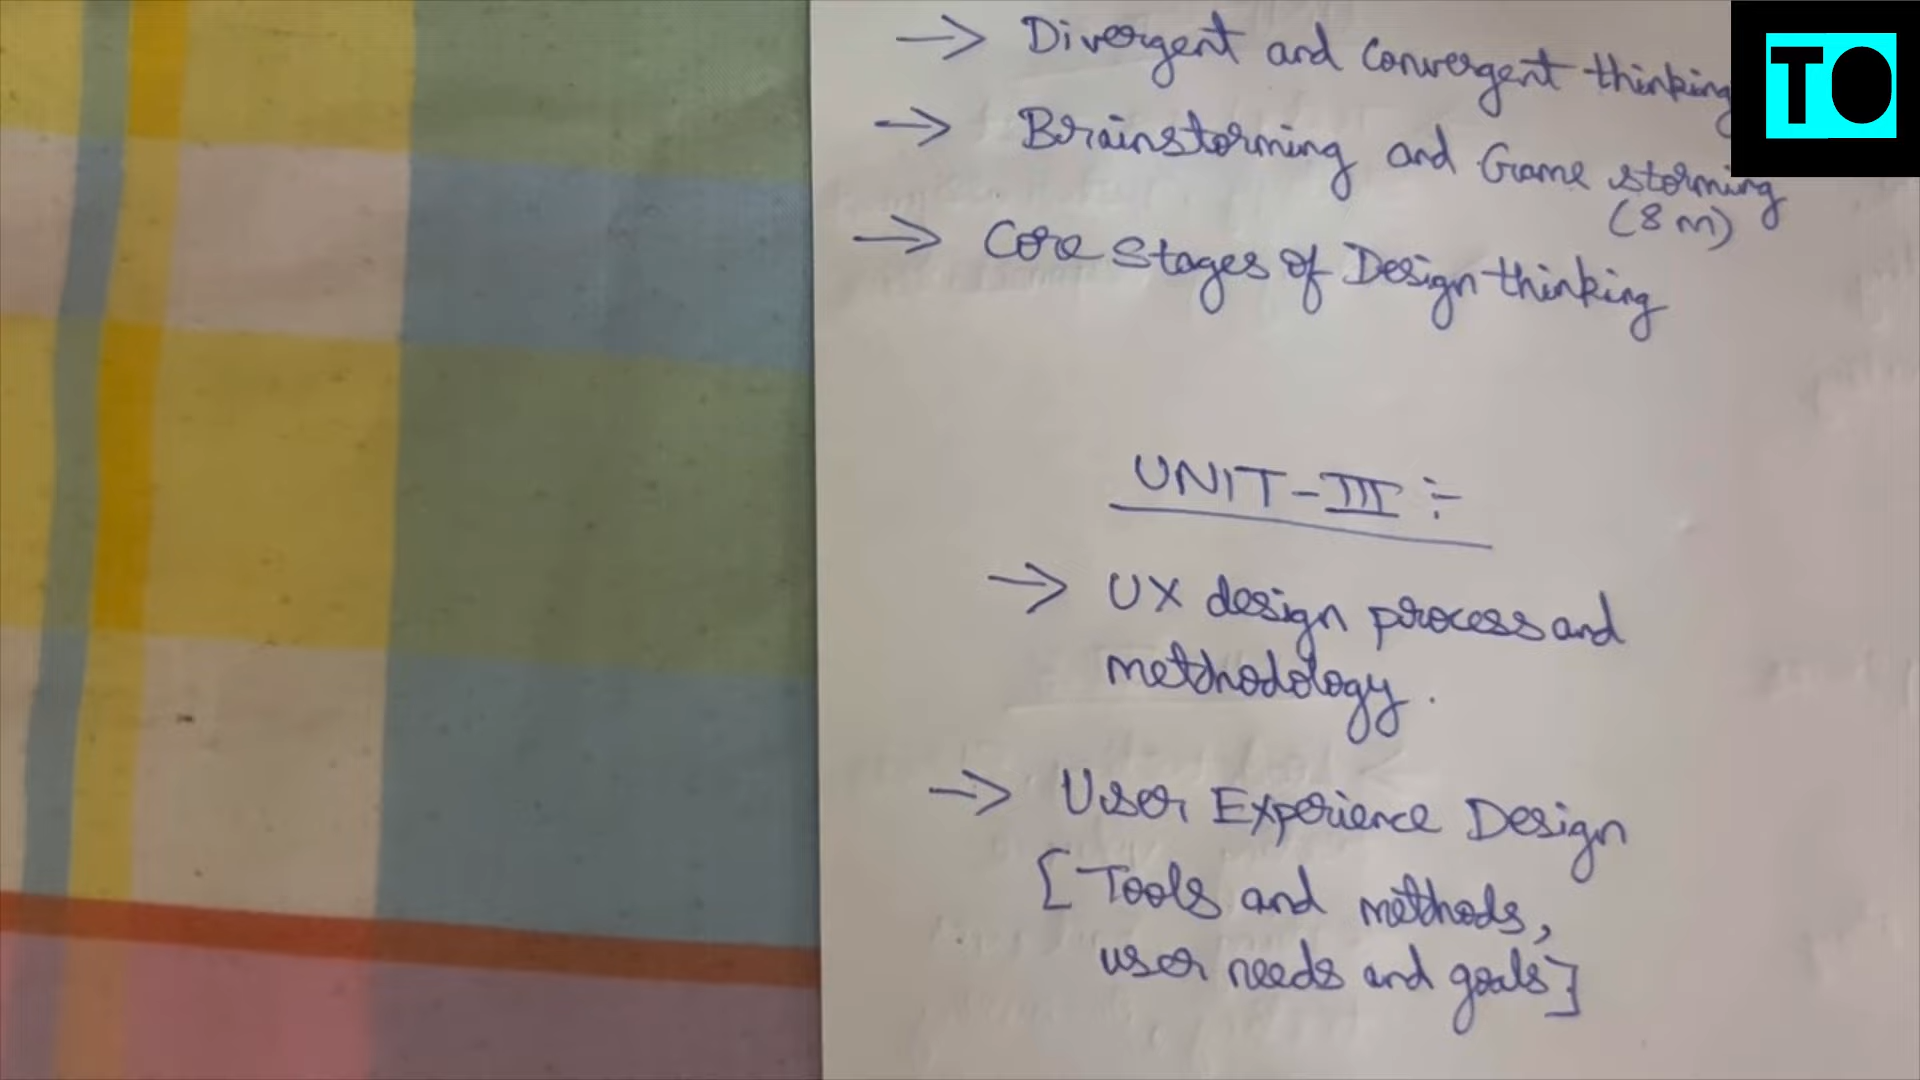 → Divergent and Convergent thinking
TO
→ Brainstorming and Game storming
(8 m)
→ Core Stages of Design thinking
UNIT-III :-
→ UX design process and
methodology.
→ User Experience Design
[Tools and methods,
user needs and goals]